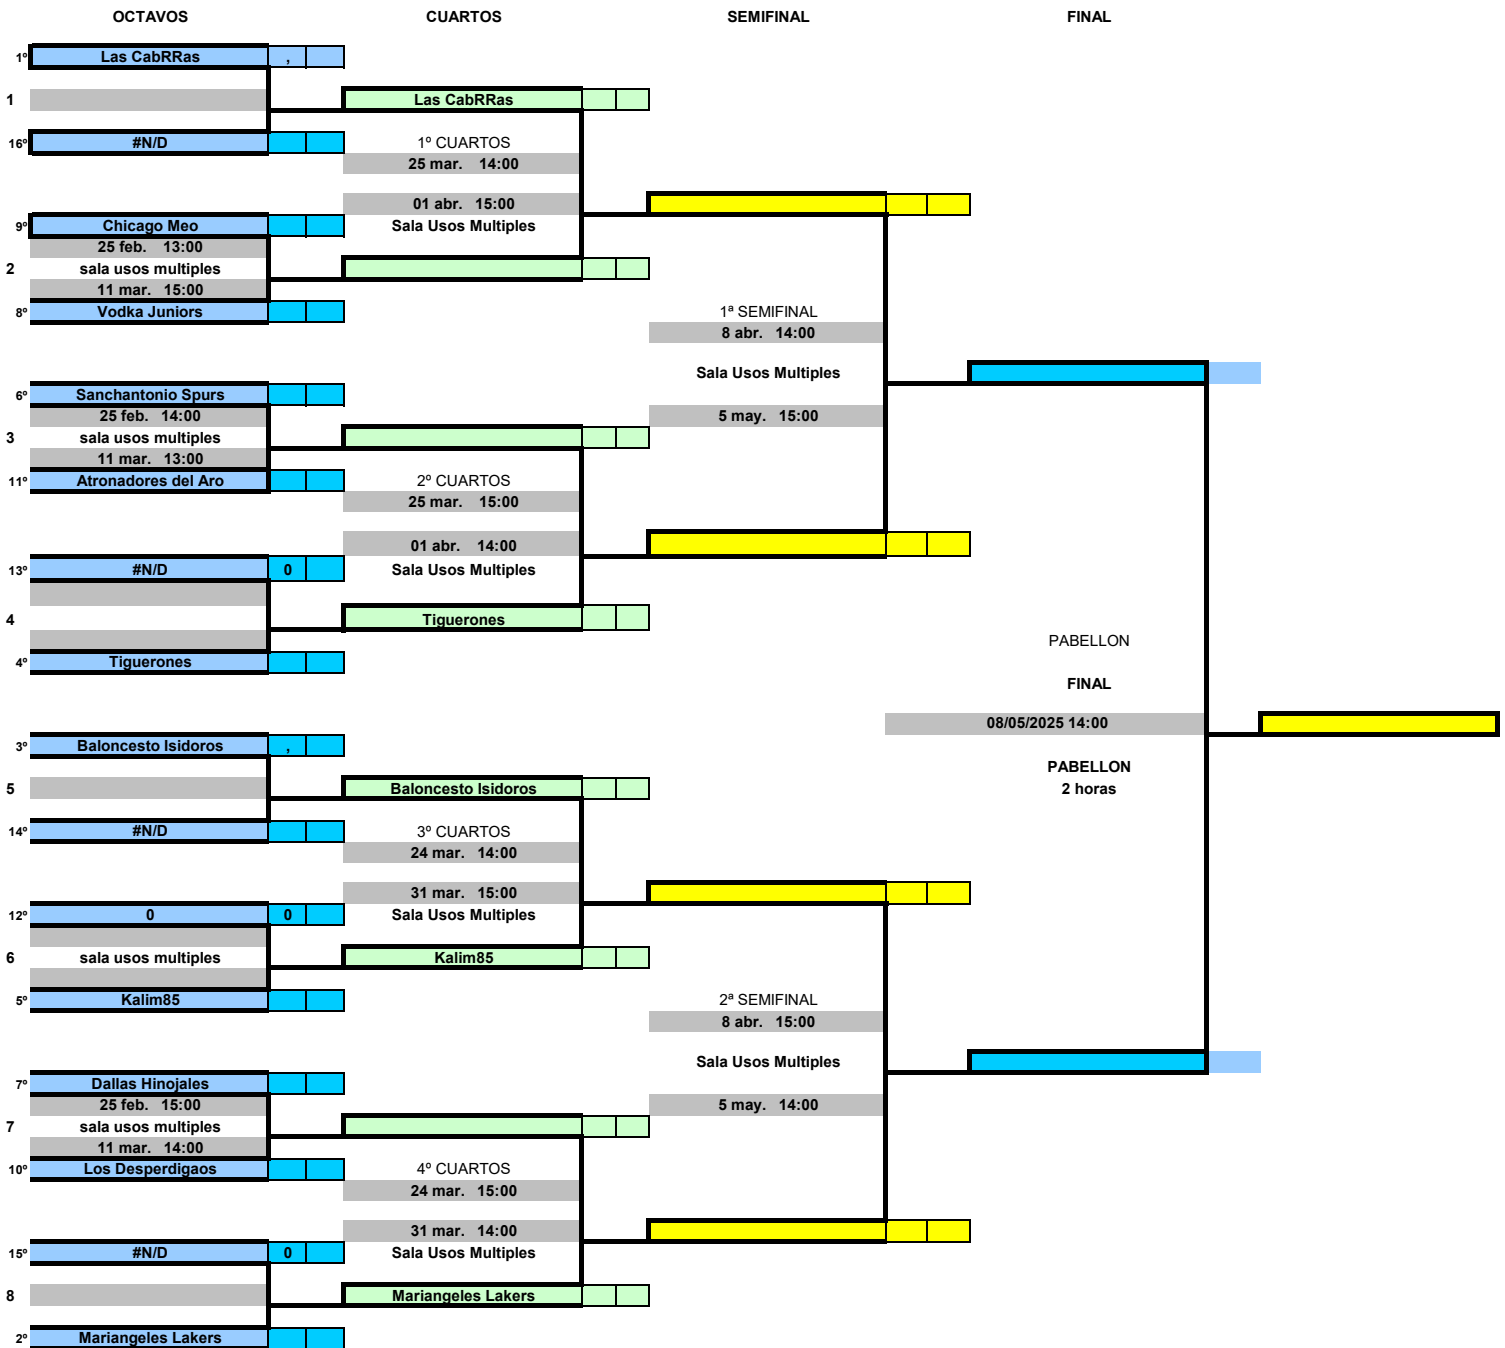 OCTAVOS CUARTOS SEMIFINAL FINAL
1º Las CabRRas ,
1 Las CabRRas
16º #N/D 1º CUARTOS
25 mar. 14:00
01 abr. 15:00
9º Chicago Meo Sala Usos Multiples
25 feb. 13:00
2 sala usos multiples
11 mar. 15:00
8º Vodka Juniors 1ª SEMIFINAL
8 abr. 14:00
Sala Usos Multiples
6º Sanchantonio Spurs
25 feb. 14:00 5 may. 15:00
3 sala usos multiples
11 mar. 13:00
11º Atronadores del Aro 2º CUARTOS
25 mar. 15:00
01 abr. 14:00
13º #N/D 0 Sala Usos Multiples
4 Tiguerones
PABELLON
4º Tiguerones
FINAL
08/05/2025 14:00
3º Baloncesto Isidoros ,
PABELLON
5 Baloncesto Isidoros 2 horas
14º #N/D 3º CUARTOS
24 mar. 14:00
31 mar. 15:00
12º 0 0 Sala Usos Multiples
6 sala usos multiples Kalim85
5º Kalim85 2ª SEMIFINAL
8 abr. 15:00
Sala Usos Multiples
7º Dallas Hinojales
25 feb. 15:00 5 may. 14:00
7 sala usos multiples
11 mar. 14:00
10º Los Desperdigaos 4º CUARTOS
24 mar. 15:00
31 mar. 14:00
15º #N/D 0 Sala Usos Multiples
8 Mariangeles Lakers
2º Mariangeles Lakers